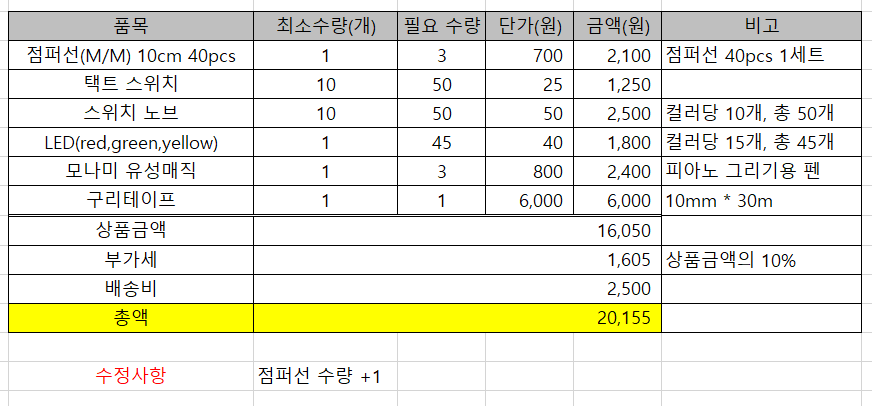 품목 최소수량(개) 필요 수량 단가(원) 금액(원) 비고
점퍼선(M/M) 10cm 40pcs 1 3 700 2,100 점퍼선 40pcs 1세트
택트 스위치 10 50 25 1,250
스위치 노브 10 50 50 2,500 컬러당 10개, 총 50개
LED(red,green,yellow) 1 45 40 1,800 컬러당 15개, 총 45개
모나미 유성매직 1 3 800 2,400 피아노 그리기용 펜
구리테이프 1 1 6,000 6,000 10mm * 30m
상품금액 16,050
부가세 1,605 상품금액의 10%
배송비 2,500
총액 20,155
수정사항 점퍼선 수량 +1